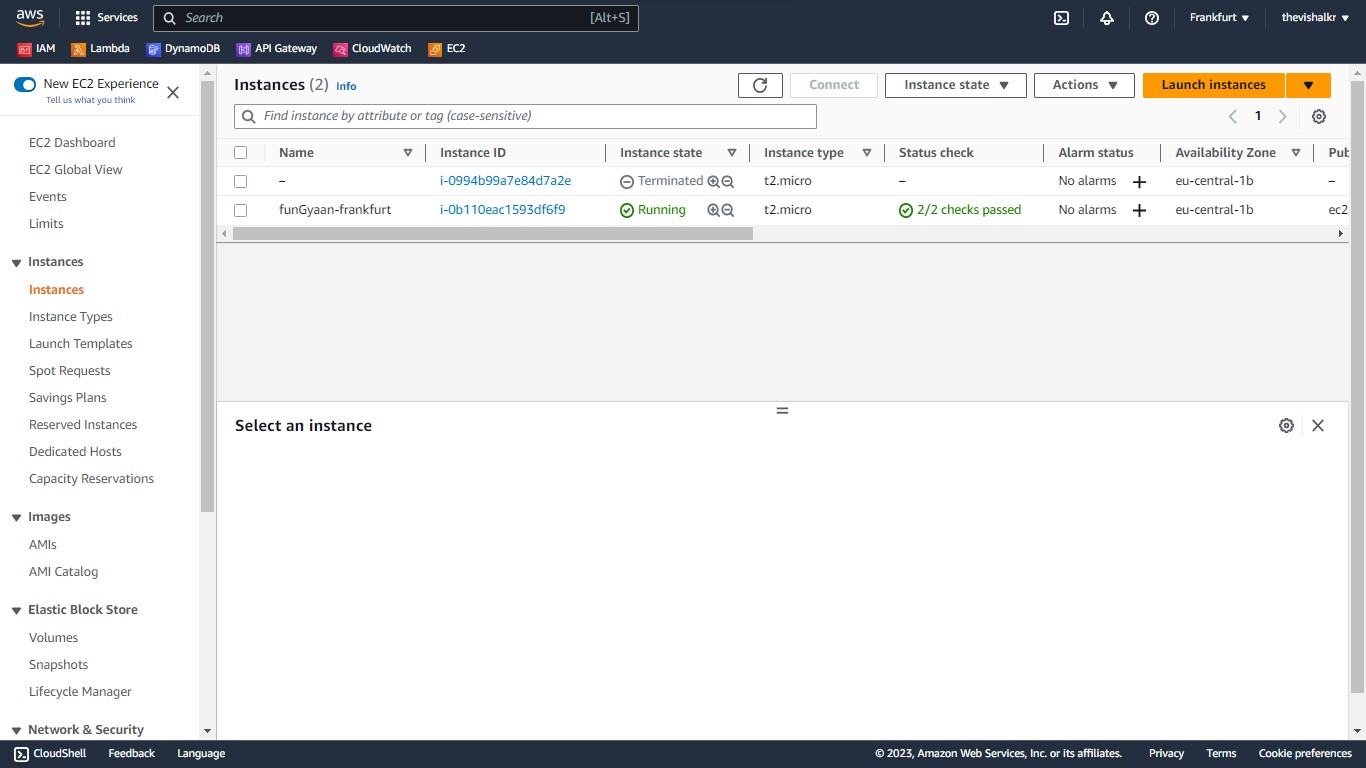 aws Services Search [Alt+S] Frankfurt thevishalkr
IAM Lambda DynamoDB API Gateway CloudWatch EC2
New EC2 Experience
Tell us what you think
EC2 Dashboard
EC2 Global View
Events
Limits
Instances
Instances
Instance Types
Launch Templates
Spot Requests
Savings Plans
Reserved Instances
Dedicated Hosts
Capacity Reservations
Images
AMIs
AMI Catalog
Elastic Block Store
Volumes
Snapshots
Lifecycle Manager
Network & Security
Instances (2) Info Connect Instance state Actions Launch instances
Find instance by attribute or tag (case-sensitive) 1
Name Instance ID Instance state Instance type Status check Alarm status Availability Zone Pub
– i-0994b99a7e84d7a2e Terminated t2.micro – No alarms + eu-central-1b –
funGyaan-frankfurt i-0b110eac1593df6f9 Running t2.micro 2/2 checks passed No alarms + eu-central-1b ec2
Select an instance
CloudShell Feedback Language © 2023, Amazon Web Services, Inc. or its affiliates. Privacy Terms Cookie preferences